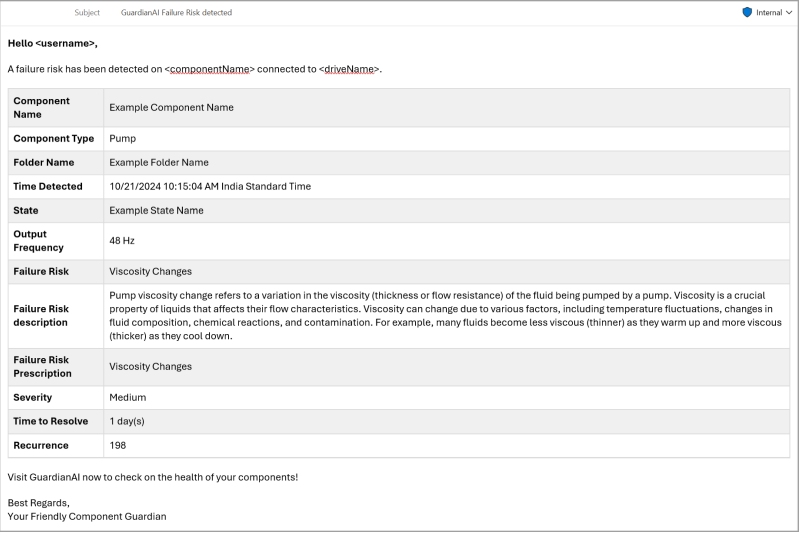 Subject GuardianAI Failure Risk detected Internal
Hello <username>,
A failure risk has been detected on <componentName> connected to <driveName>.
Component
Name
Example Component Name
Component Type Pump
Folder Name Example Folder Name
Time Detected 10/21/2024 10:15:04 AM India Standard Time
State Example State Name
Output
Frequency
48 Hz
Failure Risk Viscosity Changes
Failure Risk
description
Pump viscosity change refers to a variation in the viscosity (thickness or flow resistance) of the fluid being pumped by a pump. Viscosity is a crucial
property of liquids that affects their flow characteristics. Viscosity can change due to various factors, including temperature fluctuations, changes in
fluid composition, chemical reactions, and contamination. For example, many fluids become less viscous (thinner) as they warm up and more viscous
(thicker) as they cool down.
Failure Risk
Prescription
Viscosity Changes
Severity Medium
Time to Resolve 1 day(s)
Recurrence 198
Visit GuardianAI now to check on the health of your components!
Best Regards,
Your Friendly Component Guardian